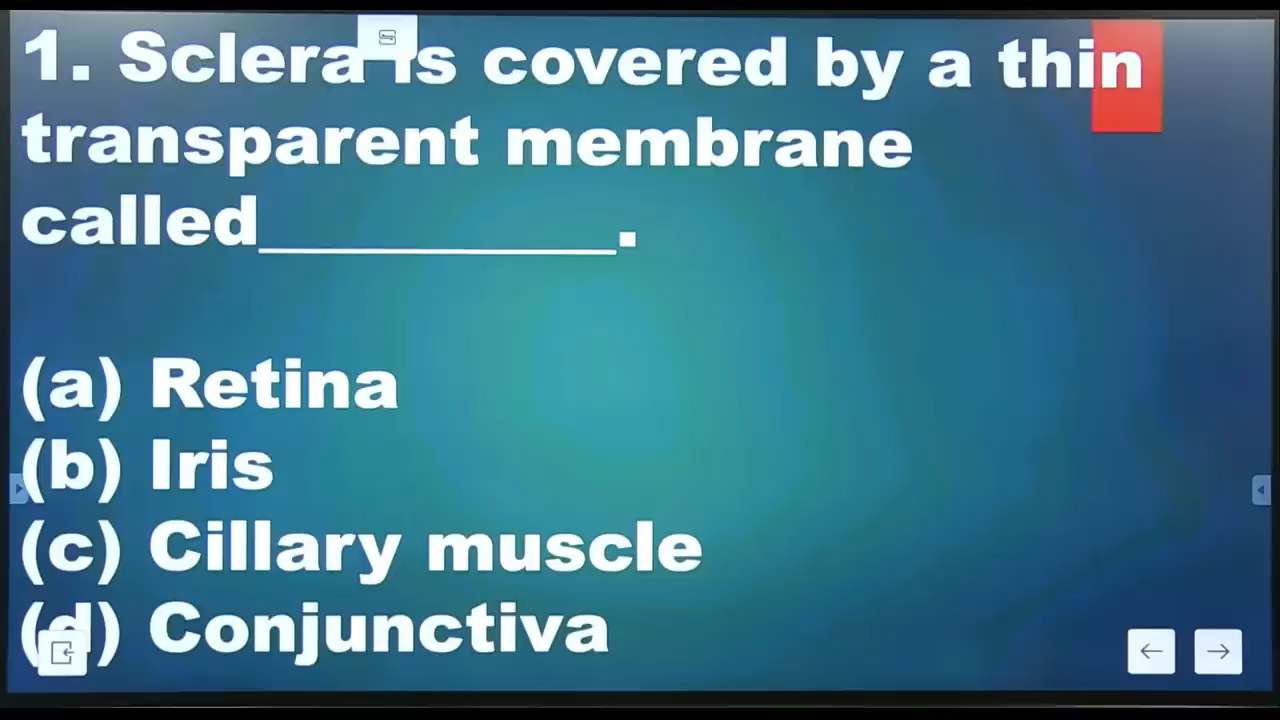 1. Sclera is covered by a thin
transparent membrane
called__________.
(a) Retina
(b) Iris
(c) Cillary muscle
(d) Conjunctiva